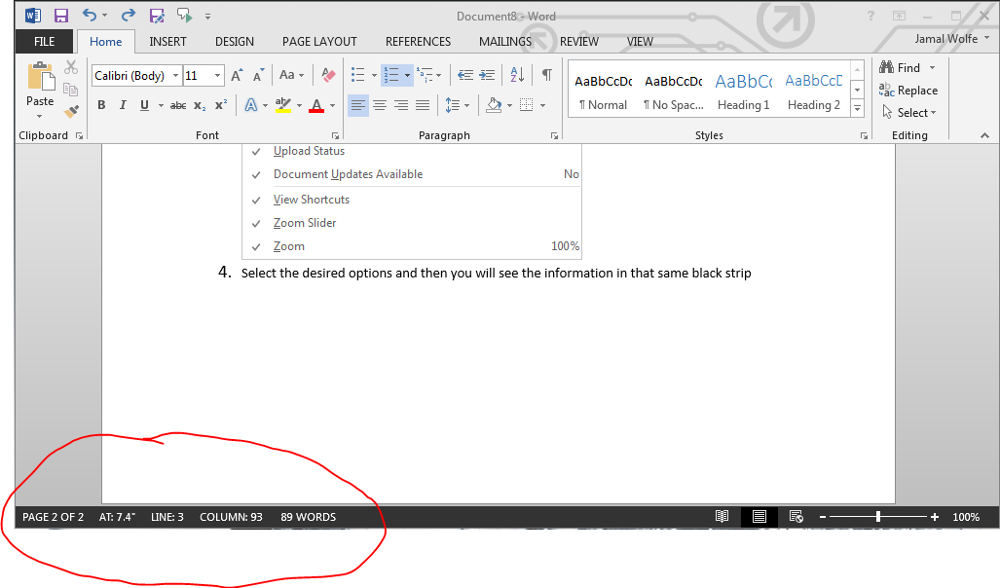 Document8 - Word
?
FILE Home INSERT DESIGN PAGE LAYOUT REFERENCES MAILINGS REVIEW VIEW Jamal Wolfe
Paste
Calibri (Body) 11 A A Aa
B I U abc x₂ x² A ab A
A Z ¶
AaBbCcDc AaBbCcDc AaBbCc AaBbCcD
¶ Normal ¶ No Spac... Heading 1 Heading 2
Find
Replace
Select
Clipboard Font Paragraph Styles Editing
Upload Status
Document Updates Available No
View Shortcuts
Zoom Slider
Zoom 100%
4. Select the desired options and then you will see the information in that same black strip
PAGE 2 OF 2 AT: 7.4" LINE: 3 COLUMN: 93 89 WORDS - + 100%